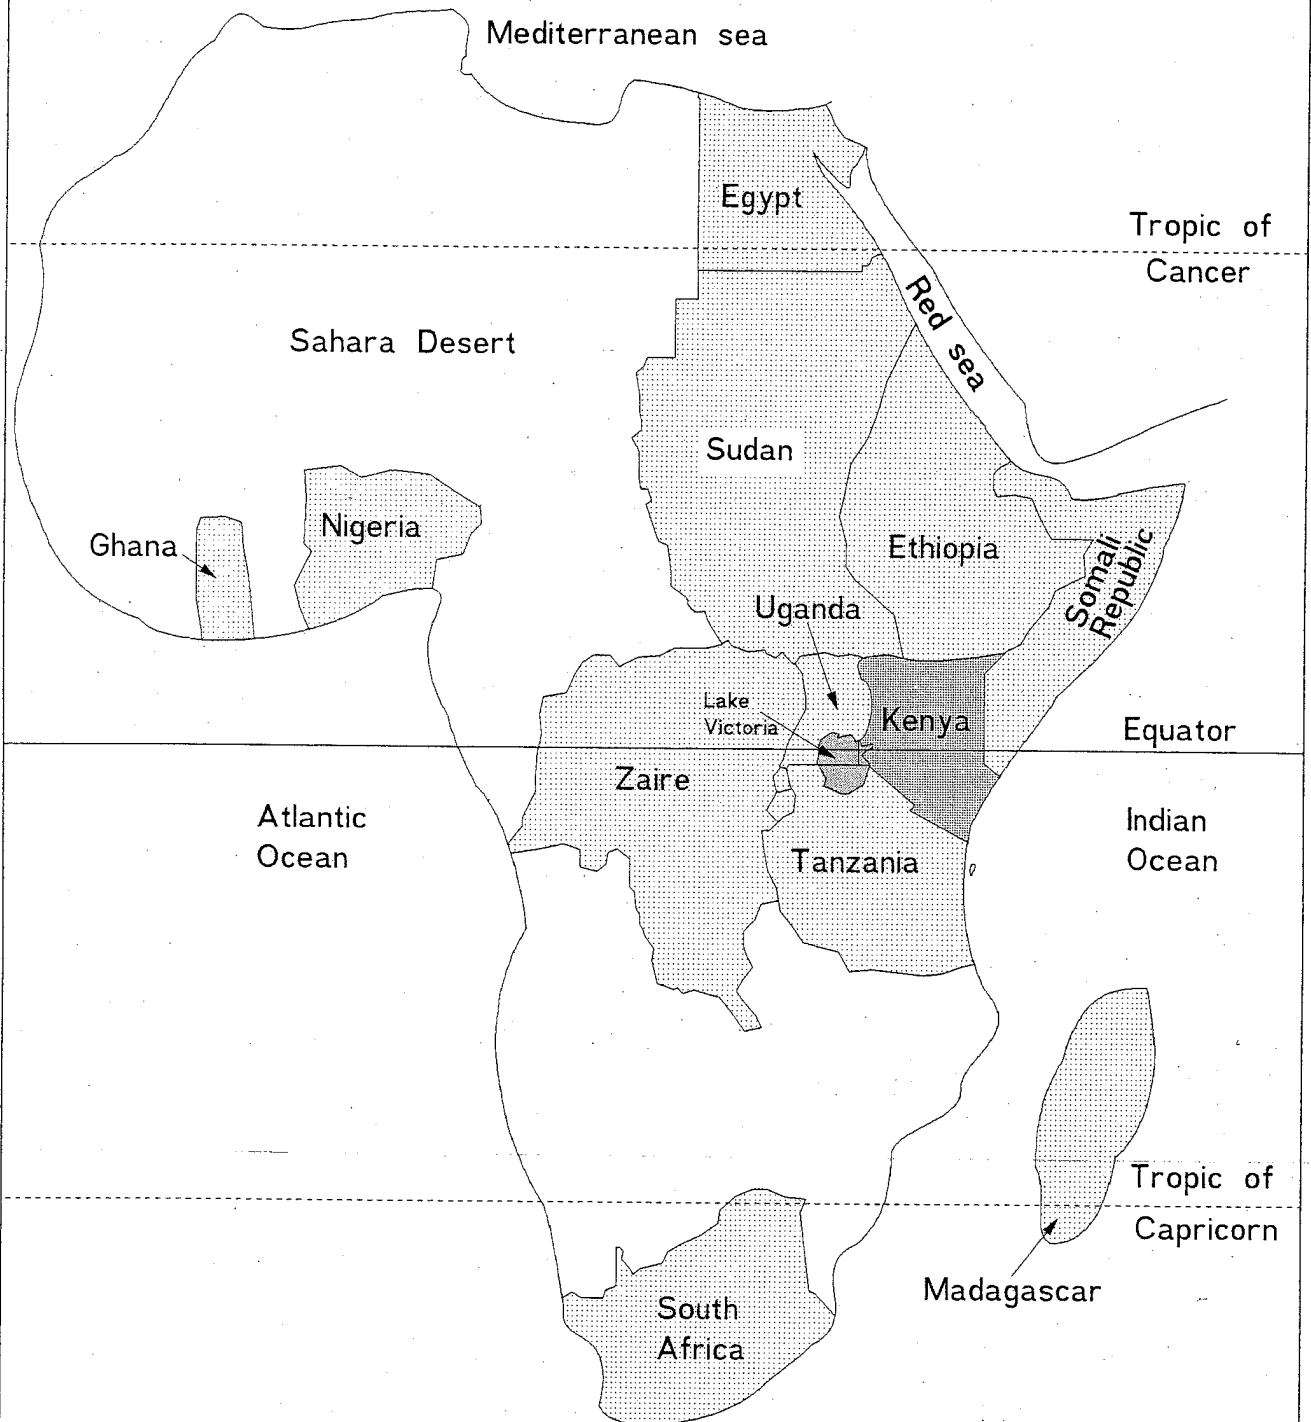 Mediterranean sea
Egypt
Tropic of
Cancer
Red sea
Sahara Desert
Sudan
Nigeria
Ghana
Ethiopia
Somali
Republic
Uganda
Lake
Victoria
Kenya
Equator
Zaire
Atlantic
Ocean
Indian
Ocean
Tanzania
Tropic of
Capricorn
Madagascar
South
Africa